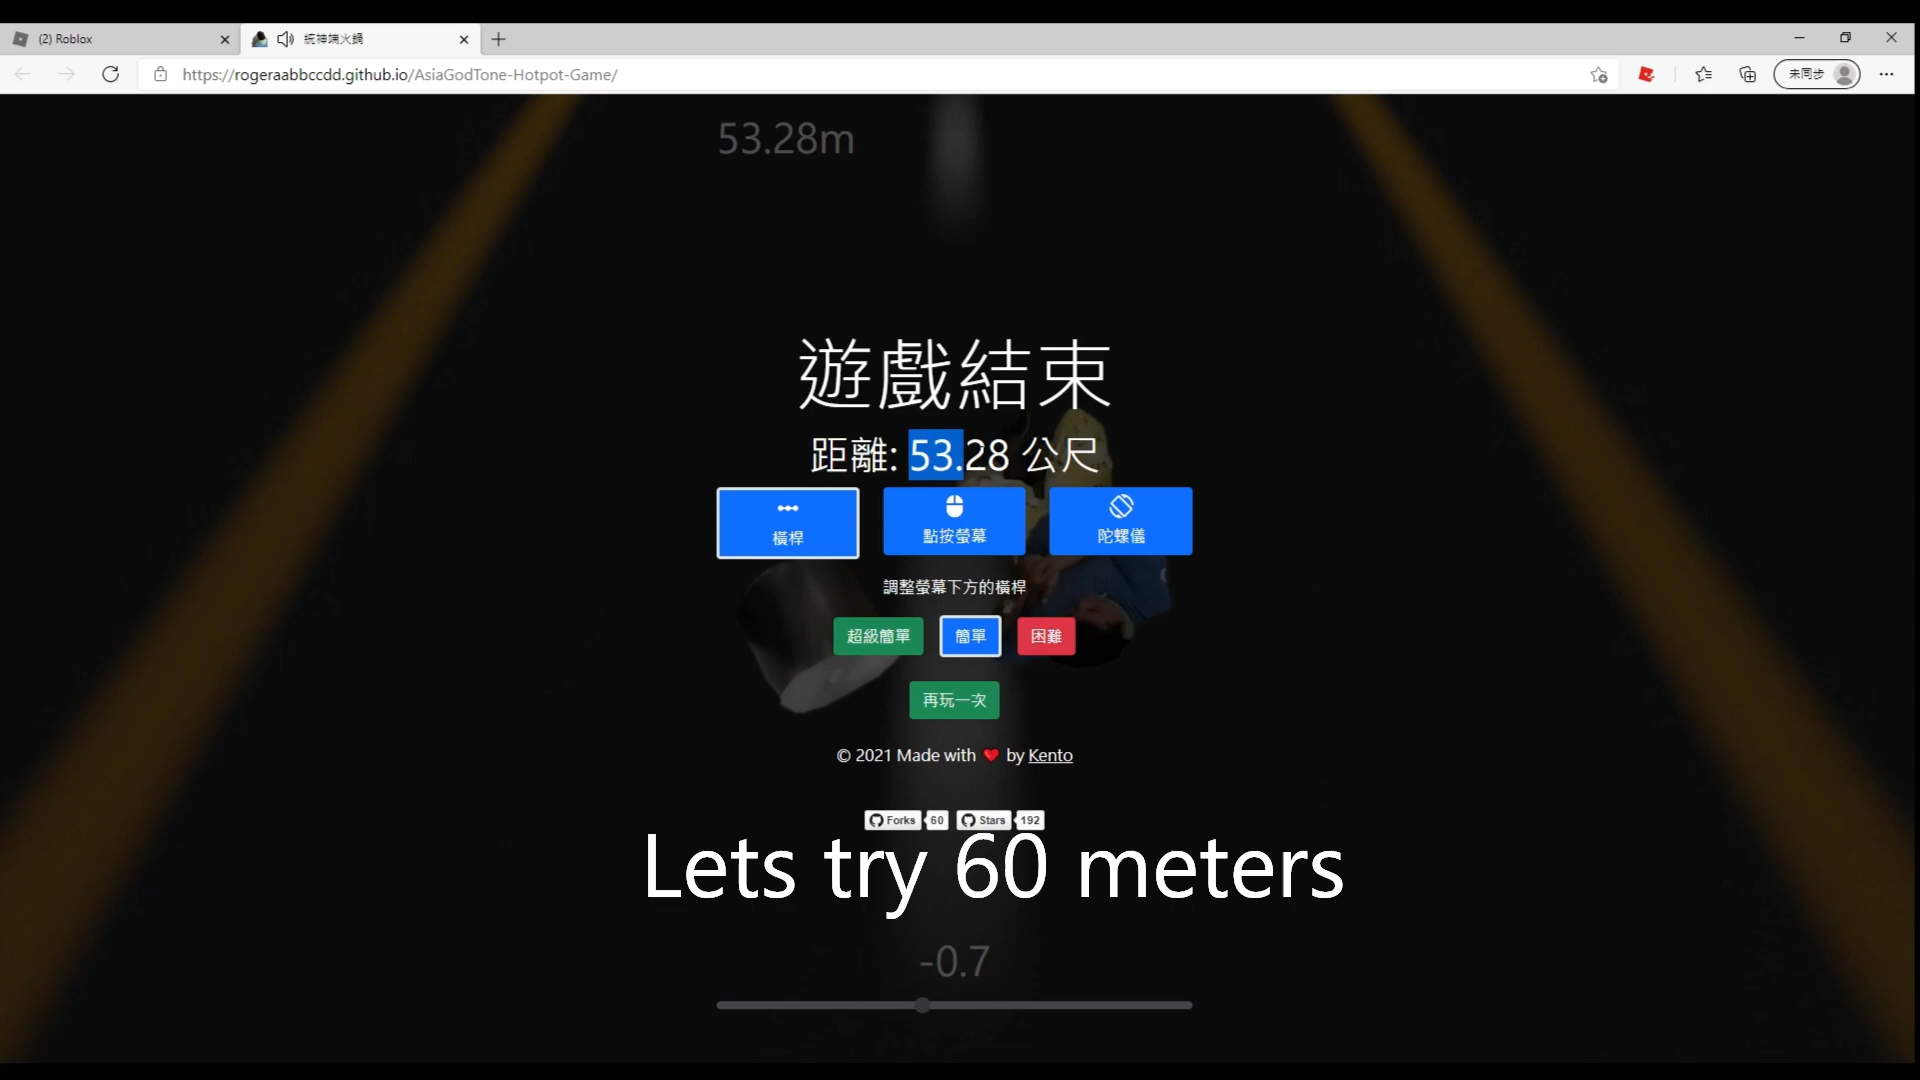 (2) Roblox
統神端火鍋
https://rogeraabbccdd.github.io/AsiaGodTone-Hotpot-Game/
未同步
53.28m
遊戲結束
距離: 53.28 公尺
橫桿
點按螢幕
陀螺儀
調整螢幕下方的橫桿
超級簡單
簡單
困難
再玩一次
© 2021 Made with ❤ by Kento
Forks 60 Stars 192
Lets try 60 meters
-0.7